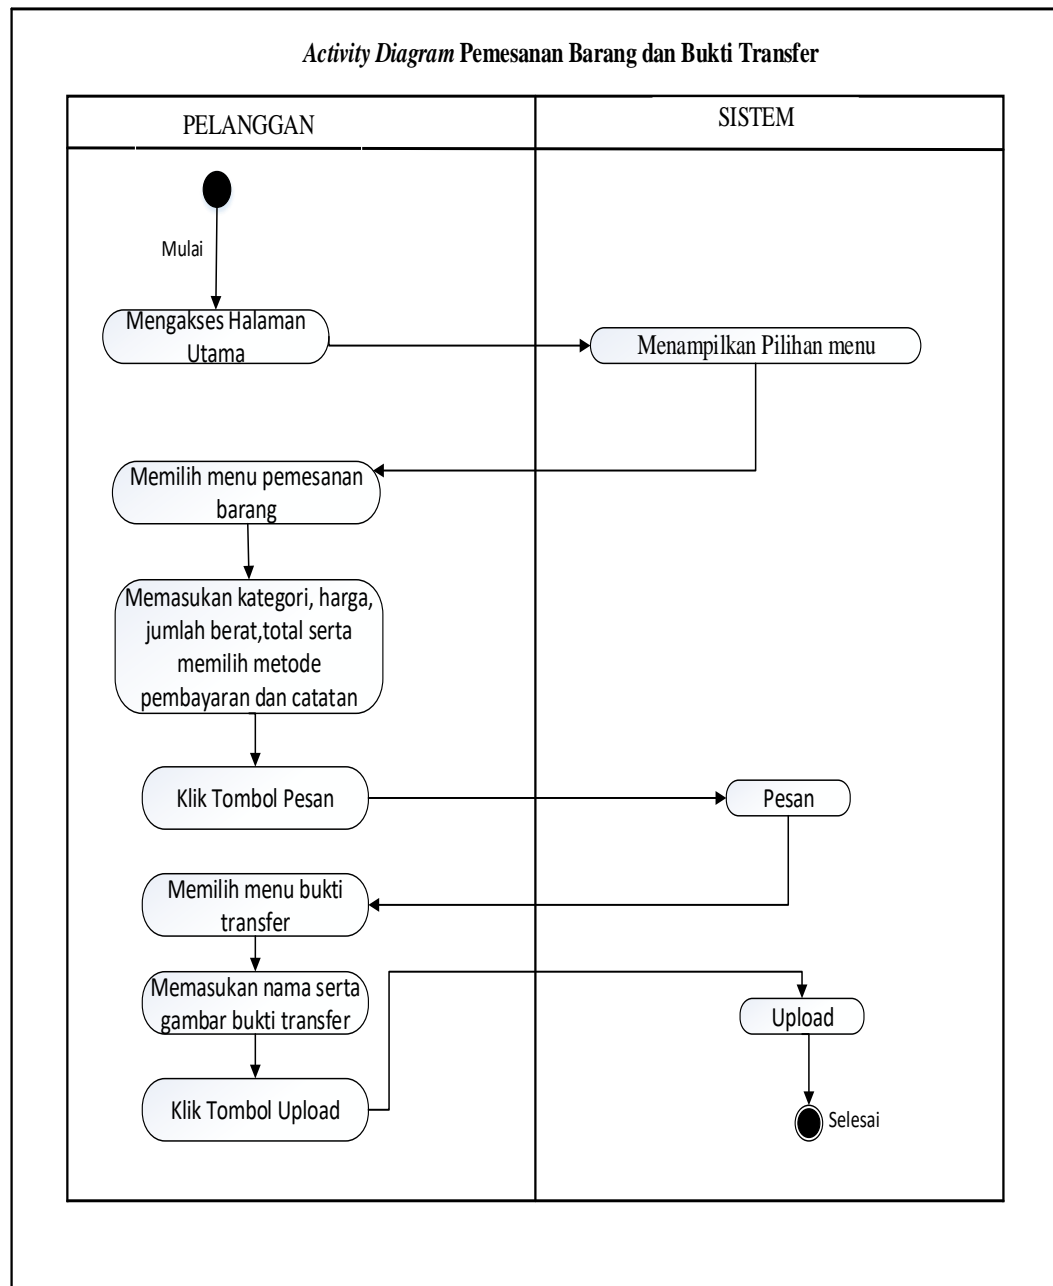 Activity Diagram Pemesanan Barang dan Bukti Transfer
PELANGGAN
SISTEM
Mulai
Mengakses Halaman
Utama
Menampilkan Pilihan menu
Memilih menu pemesanan
barang
Memasukan kategori, harga,
jumlah berat,total serta
memilih metode
pembayaran dan catatan
Klik Tombol Pesan
Pesan
Memilih menu bukti
transfer
Memasukan nama serta
gambar bukti transfer
Upload
Klik Tombol Upload
Selesai